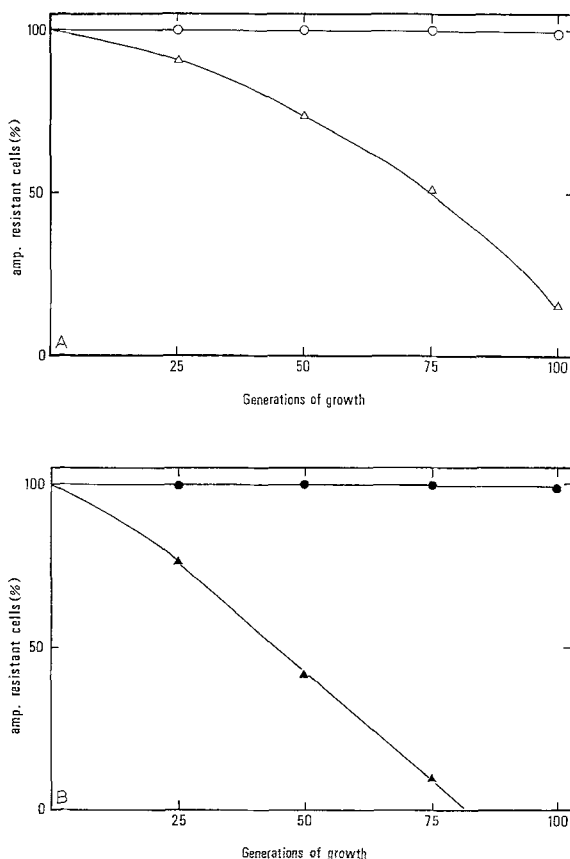 amp. resistant cells (%)
100
50
0
A
25 50 75 100
Generations of growth
amp. resistant cells (%)
100
50
0
B
25 50 75 100
Generations of growth